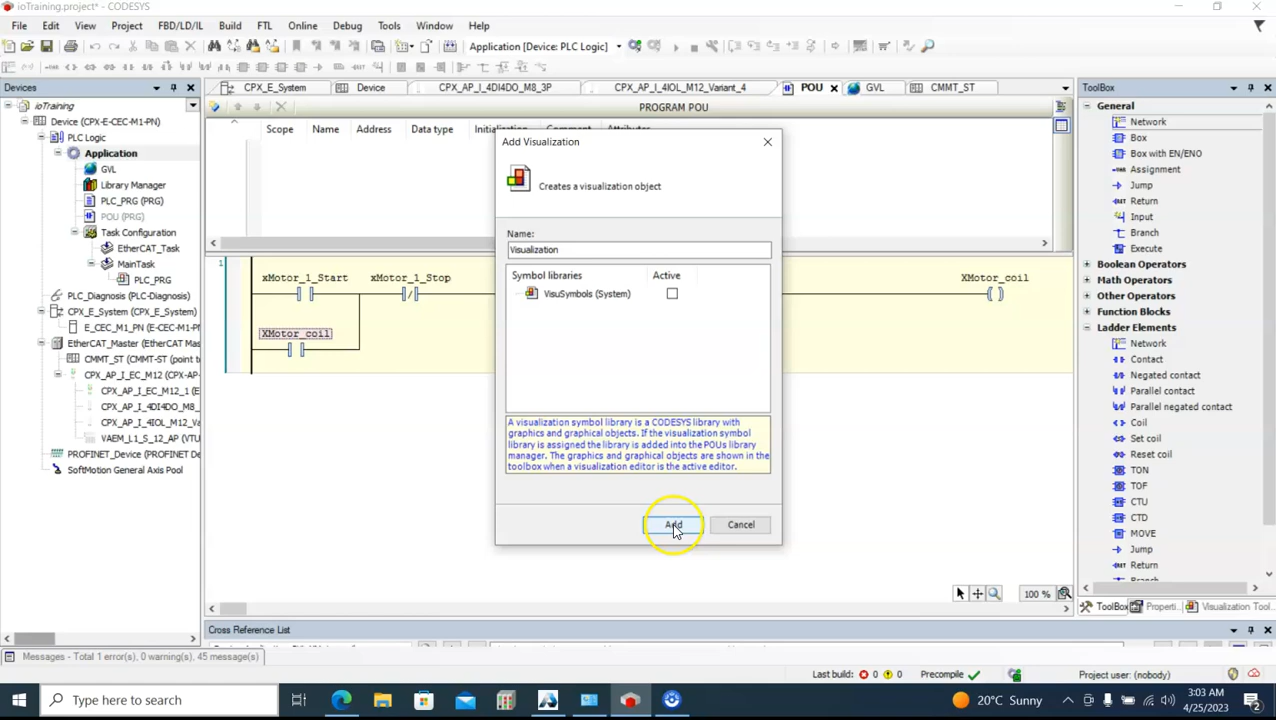 ioTraining.project* - CODESYS
File Edit View Project FBD/LD/IL Build FTL Online Debug Tools Window Help
Application [Device: PLC Logic]
Devices
CPX_E_System Device CPX_AP_I_4DI4DO_M8_3P CPX_AP_I_4IOL_M12_Variant_4 POU GVL CMMT_ST
ToolBox
ioTraining
Device (CPX-E-CEC-M1-PN)
PLC Logic
Application
GVL
Library Manager
PLC_PRG (PRG)
POU (PRG)
Task Configuration
EtherCAT_Task
MainTask
PLC_PRG
PLC_Diagnosis (PLC-Diagnosis)
CPX_E_System (E_System)
E_CEC_M1_PN (E-CEC-M1-PN)
EtherCAT_Master (EtherCAT Master)
CMMT_ST (CMMT-ST (point t
CPX_AP_I_EC_M12 (CPX-AP-
CPX_AP_I_EC_M12_1 (E
CPX_AP_I_4DI4DO_M8_
CPX_AP_I_4IOL_M12_Va
VAEM_L1_S_12_AP (VTU
PROFINET_Device (PROFINET De
SoftMotion General Axis Pool
PROGRAM POU
Scope Name Address Data type Initialization Comment Attributes
1
xMotor_1_Start xMotor_1_Stop XMotor_coil
XMotor_coil
100 %
Add Visualization
Creates a visualization object
Name:
Visualization
Symbol libraries Active
VisuSymbols (System)
A visualization symbol library is a CODESYS library with
graphics and graphical objects. If the visualization symbol
library is assigned the library is added into the POUs library
manager. The graphics and graphical objects are shown in the
toolbox when a visualization editor is the active editor.
Add Cancel
General
Network
Box
Box with EN/ENO
Assignment
Jump
Return
Input
Branch
Execute
Boolean Operators
Math Operators
Other Operators
Function Blocks
Ladder Elements
Network
Contact
Negated contact
Parallel contact
Parallel negated contact
Coil
Set coil
Reset coil
TON
TOF
CTU
CTD
MOVE
Jump
Return
Branch
ToolBox Properti... Visualization Tool...
Cross Reference List
Messages - Total 1 error(s), 0 warning(s), 45 message(s)
Last build: 0 0 Precompile Project user: (nobody)
Type here to search
20°C Sunny
3:03 AM
4/25/2023
2